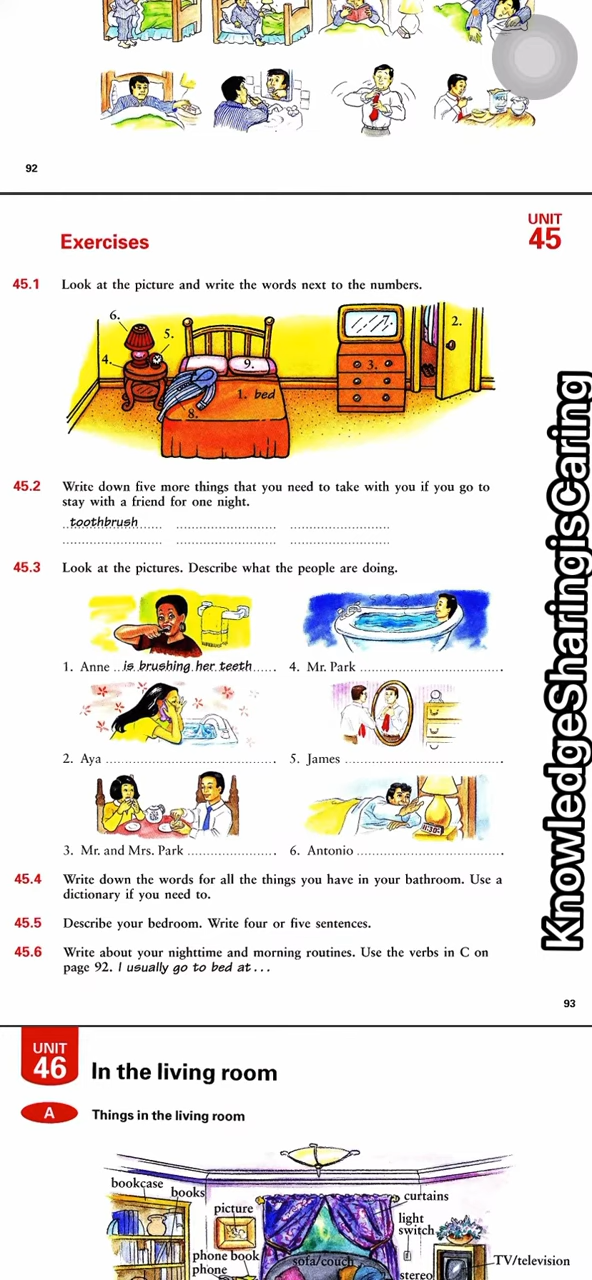 92
UNIT
45
Exercises
45.1 Look at the picture and write the words next to the numbers.
6.
5.
4.
9.
1. bed
8.
7.
3.
2.
45.2 Write down five more things that you need to take with you if you go to
stay with a friend for one night.
toothbrush
45.3 Look at the pictures. Describe what the people are doing.
1. Anne is brushing her teeth
4. Mr. Park
2. Aya
5. James
11:30
3. Mr. and Mrs. Park
6. Antonio
45.4 Write down the words for all the things you have in your bathroom. Use a
dictionary if you need to.
45.5 Describe your bedroom. Write four or five sentences.
45.6 Write about your nighttime and morning routines. Use the verbs in C on
page 92. I usually go to bed at ...
93
KnowledgeSharingisCaring
UNIT
46
In the living room
A Things in the living room
bookcase
books
picture
curtains
light
switch
phone book
phone
sofa/couch
TV/television
stereo